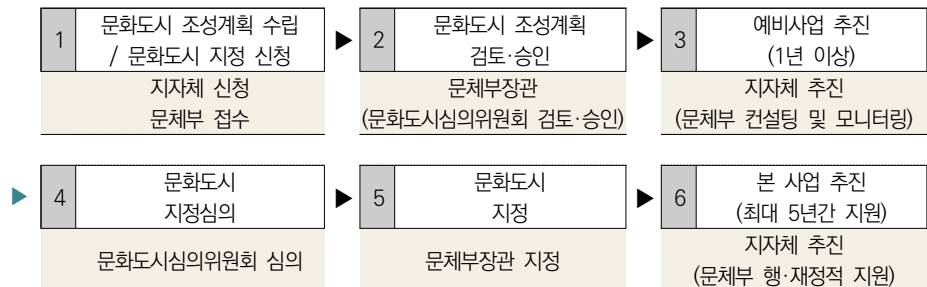 1
문화도시 조성계획 수립
/ 문화도시 지정 신청
지자체 신청
문체부 접수
▶
2
문화도시 조성계획
검토·승인
문체부장관
(문화도시심의위원회 검토·승인)
▶
3
예비사업 추진
(1년 이상)
지자체 추진
(문체부 컨설팅 및 모니터링)
▶
4
문화도시
지정심의
문화도시심의위원회 심의
▶
5
문화도시
지정
문체부장관 지정
▶
6
본 사업 추진
(최대 5년간 지원)
지자체 추진
(문체부 행·재정적 지원)